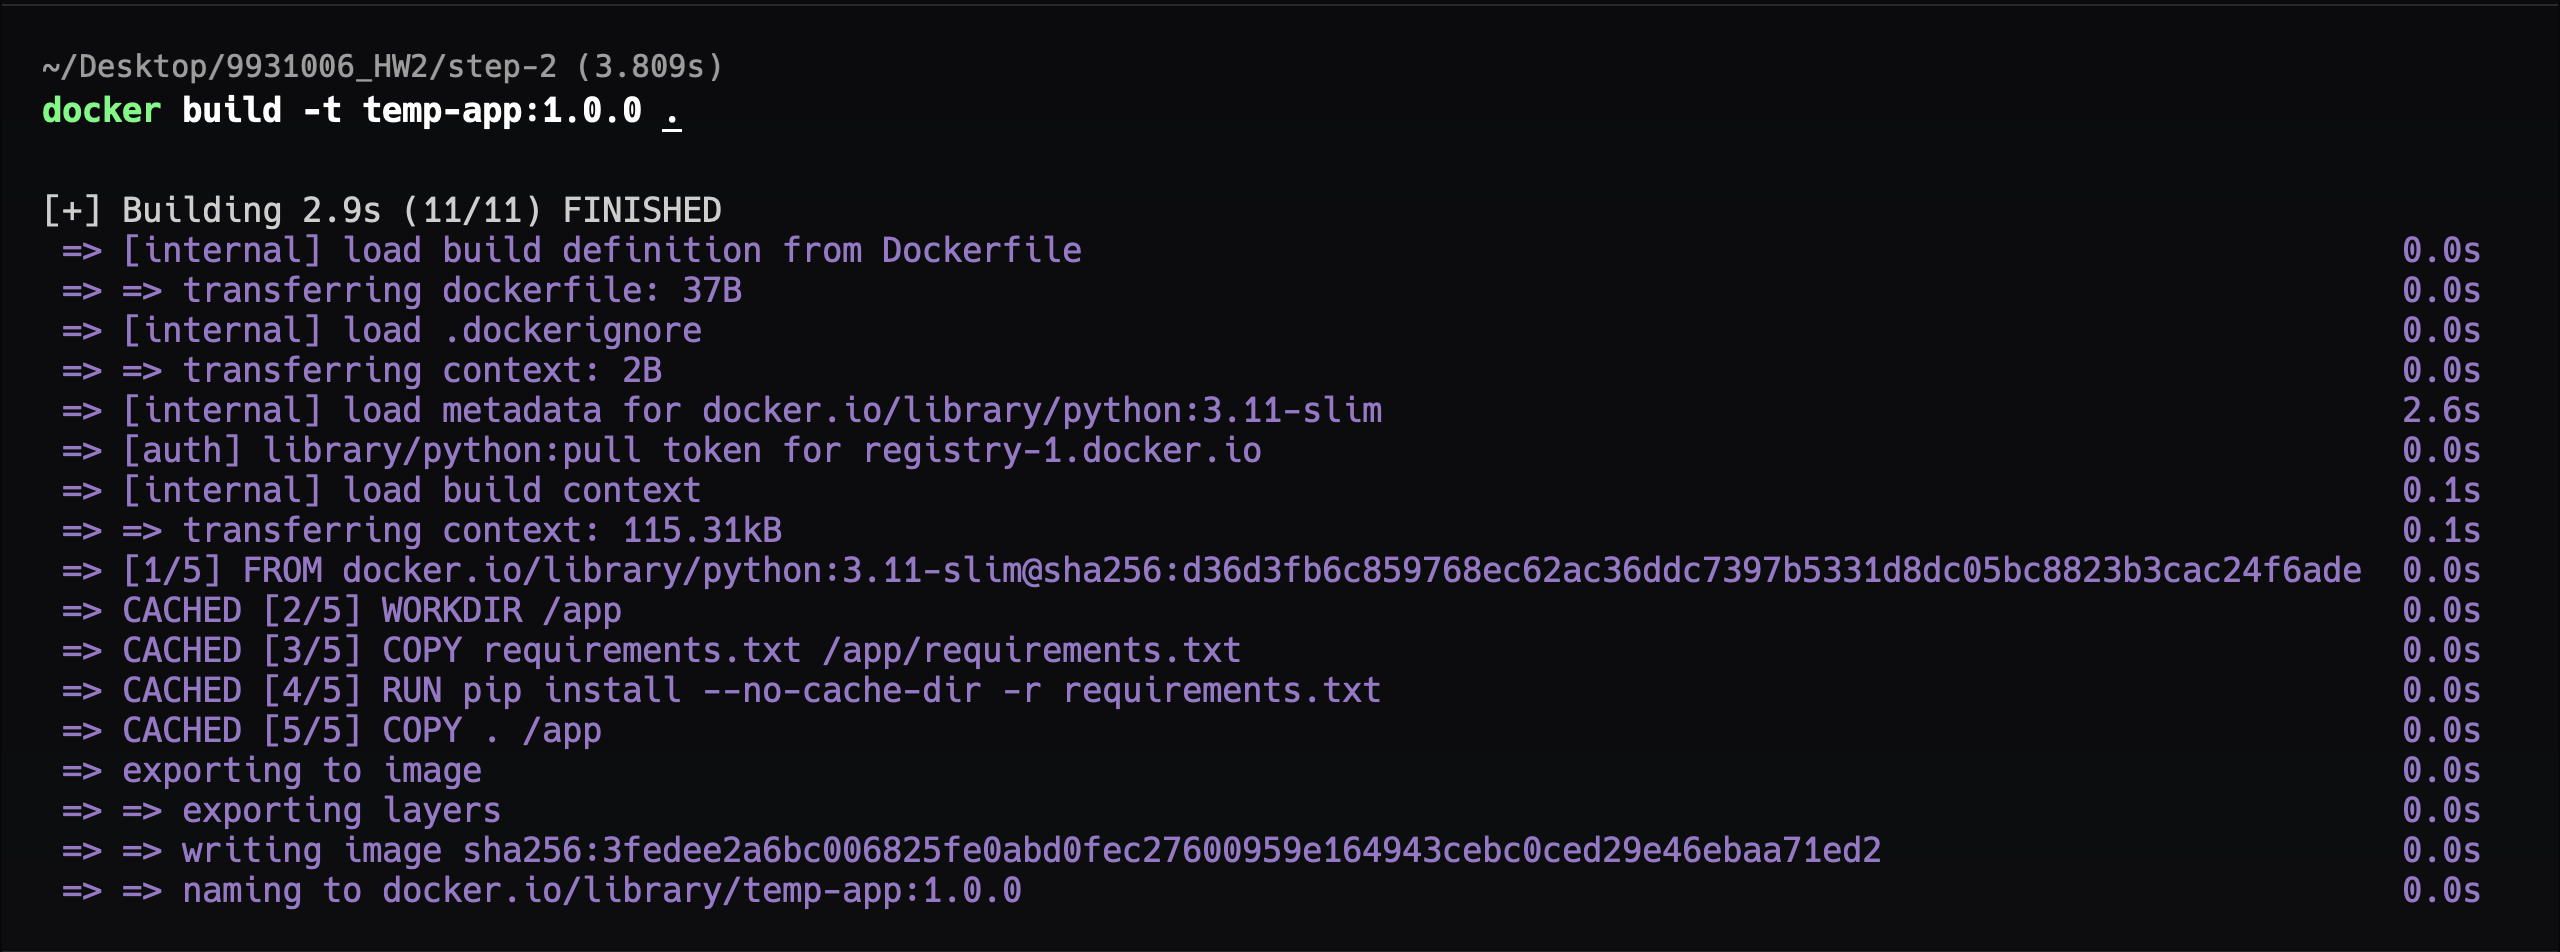 ~/Desktop/9931006_HW2/step-2 (3.809s)
docker build -t temp-app:1.0.0 .
[+] Building 2.9s (11/11) FINISHED
=> [internal] load build definition from Dockerfile 0.0s
=> => transferring dockerfile: 37B 0.0s
=> [internal] load .dockerignore 0.0s
=> => transferring context: 2B 0.0s
=> [internal] load metadata for docker.io/library/python:3.11-slim 2.6s
=> [auth] library/python:pull token for registry-1.docker.io 0.0s
=> [internal] load build context 0.1s
=> => transferring context: 115.31kB 0.1s
=> [1/5] FROM docker.io/library/python:3.11-slim@sha256:d36d3fb6c859768ec62ac36ddc7397b5331d8dc05bc8823b3cac24f6ade 0.0s
=> CACHED [2/5] WORKDIR /app 0.0s
=> CACHED [3/5] COPY requirements.txt /app/requirements.txt 0.0s
=> CACHED [4/5] RUN pip install --no-cache-dir -r requirements.txt 0.0s
=> CACHED [5/5] COPY . /app 0.0s
=> exporting to image 0.0s
=> => exporting layers 0.0s
=> => writing image sha256:3fedee2a6bc006825fe0abd0fec27600959e164943cebc0ced29e46ebaa71ed2 0.0s
=> => naming to docker.io/library/temp-app:1.0.0 0.0s